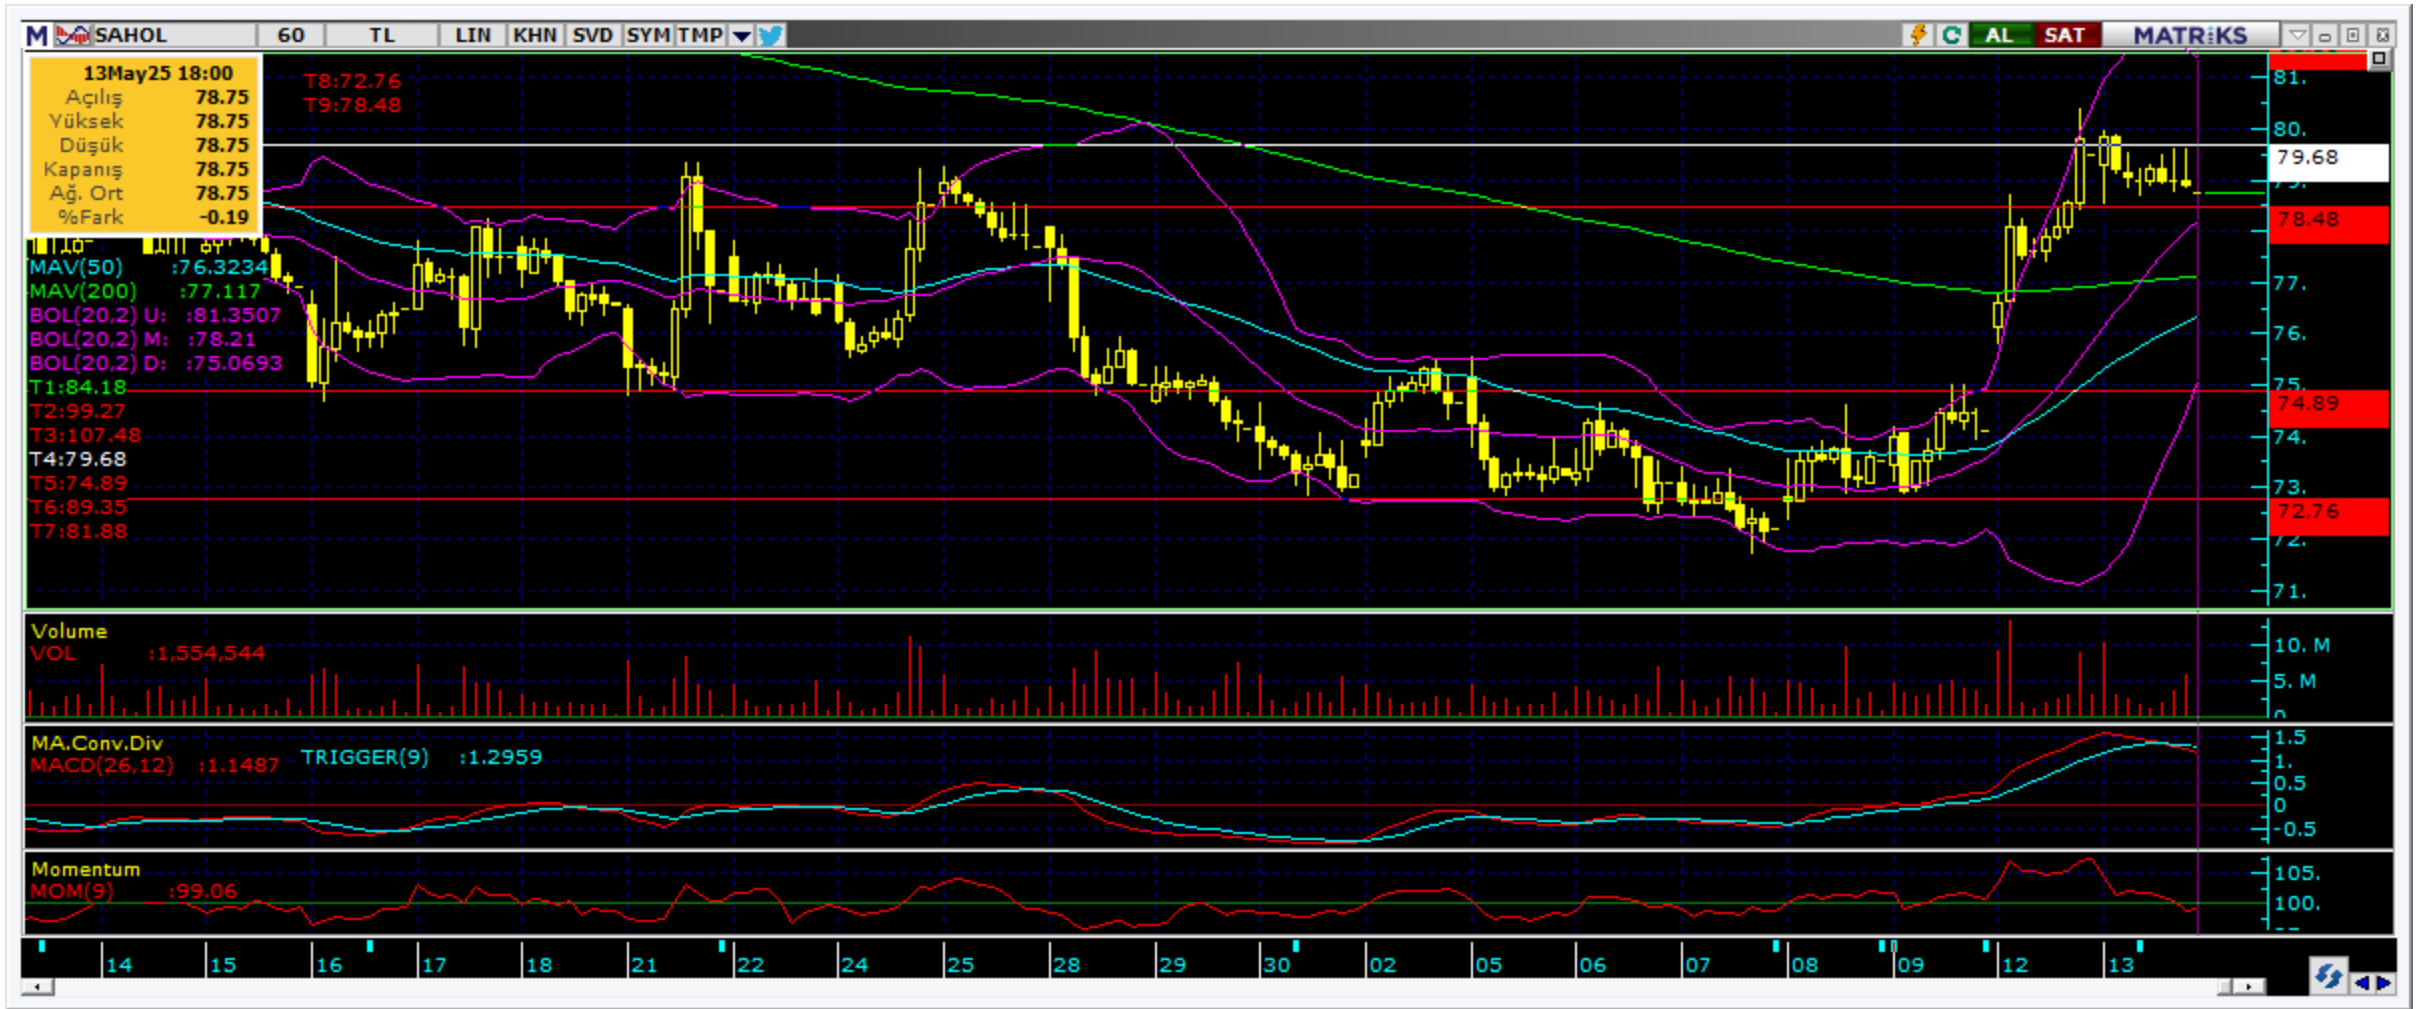 M SAHOL 60 TL LIN KHN SVD SYM TMP AL SAT MATRiKS
13May25 18:00
Açılış 78.75
Yüksek 78.75
Düşük 78.75
Kapanış 78.75
Ağ. Ort 78.75
%Fark -0.19
T8:72.76
T9:78.48
MAV(50) :76.3234
MAV(200) :77.117
BOL(20,2) U: :81.3507
BOL(20,2) M: :78.21
BOL(20,2) D: :75.0693
T1:84.18
T2:99.27
T3:107.48
T4:79.68
T5:74.89
T6:89.35
T7:81.88
81.
80.
79.68
79.
78.48
77.
76.
75.
74.89
74.
73.
72.76
72.
71.
Volume
VOL :1,554,544
10. M
5. M
0
MA.Conv.Div
MACD(26,12) :1.1487 TRIGGER(9) :1.2959
1.5
1.
0.5
0
-0.5
Momentum
MOM(9) :99.06
105.
100.
14 15 16 17 18 21 22 24 25 28 29 30 02 05 06 07 08 09 12 13